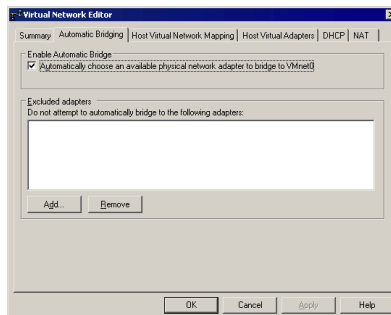 Virtual Network Editor
Summary Automatic Bridging Host Virtual Network Mapping Host Virtual Adapters DHCP NAT
Enable Automatic Bridge
Automatically choose an available physical network adapter to bridge to VMnet0
Excluded adapters
Do not attempt to automatically bridge to the following adapters:
Add... Remove
OK Cancel Apply Help